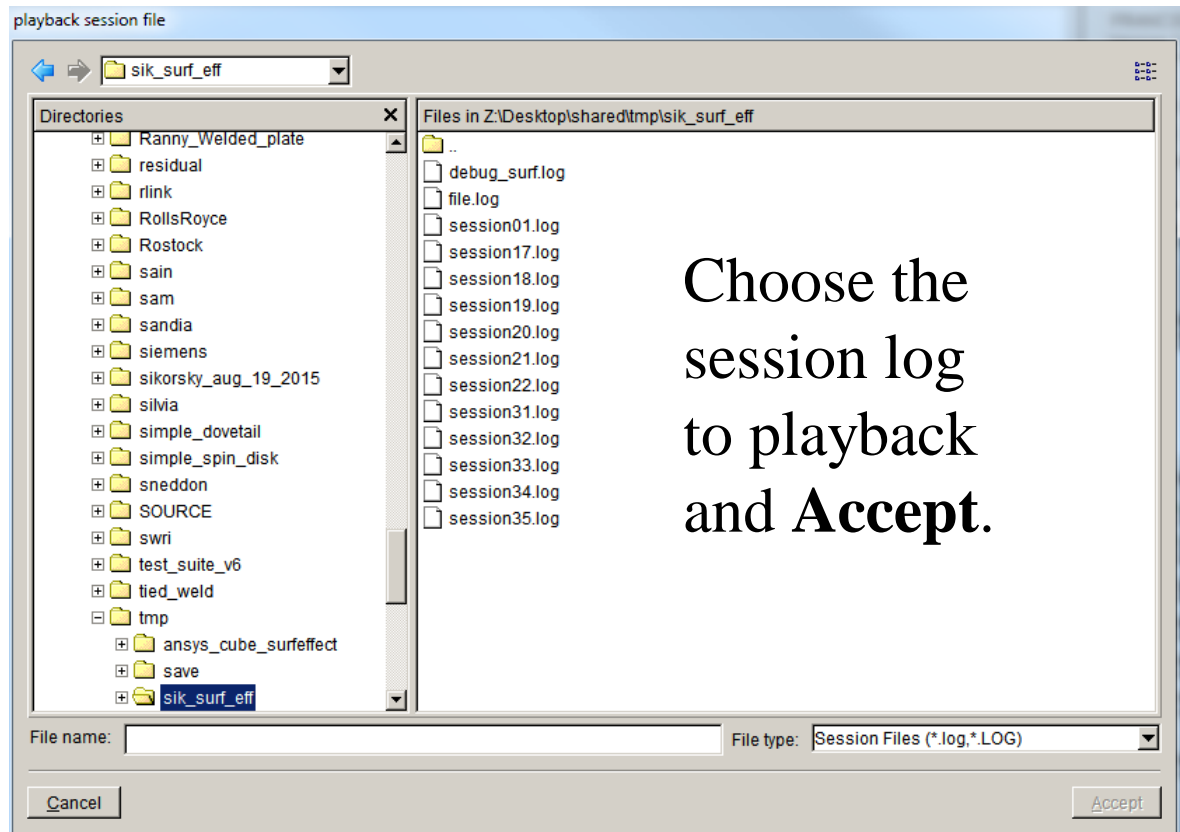 playback session file
sik_surf_eff
Directories
Ranny_Welded_plate
residual
rlink
RollsRoyce
Rostock
sain
sam
sandia
siemens
sikorsky_aug_19_2015
silvia
simple_dovetail
simple_spin_disk
sneddon
SOURCE
swri
test_suite_v6
tied_weld
tmp
ansys_cube_surfeffect
save
sik_surf_eff
Files in Z:\Desktop\shared\tmp\sik_surf_eff
..
debug_surf.log
file.log
session01.log
session17.log
session18.log
session19.log
session20.log
session21.log
session22.log
session31.log
session32.log
session33.log
session34.log
session35.log
Choose the
session log
to playback
and Accept.
File name:
File type: Session Files (*.log,*.LOG)
Cancel
Accept